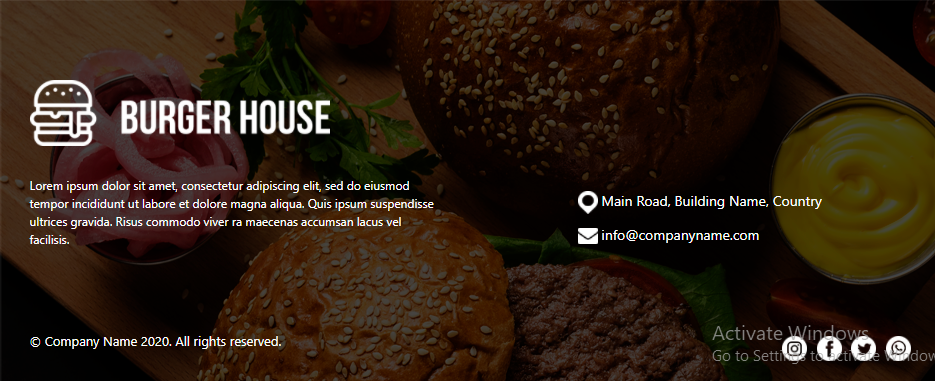 BURGER HOUSE
Lorem ipsum dolor sit amet, consectetur adipiscing elit, sed do eiusmod
tempor incididunt ut labore et dolore magna aliqua. Quis ipsum suspendisse
ultrices gravida. Risus commodo viver ra maecenas accumsan lacus vel
facilisis.
Main Road, Building Name, Country
info@companyname.com
© Company Name 2020. All rights reserved.
Activate Windows
Go to Settings to Activate Window